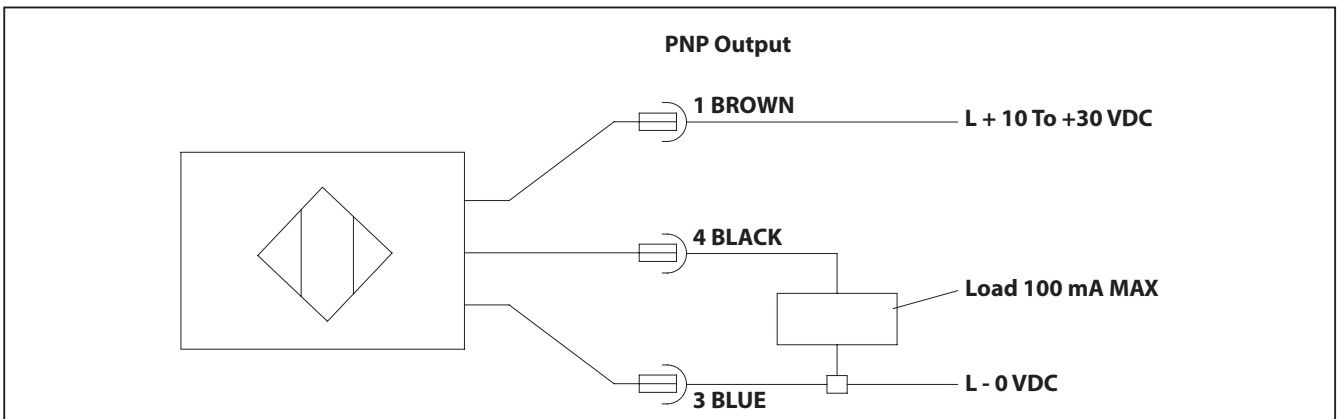 PNP Output
1 BROWN
L + 10 To +30 VDC
4 BLACK
Load 100 mA MAX
L - 0 VDC
3 BLUE